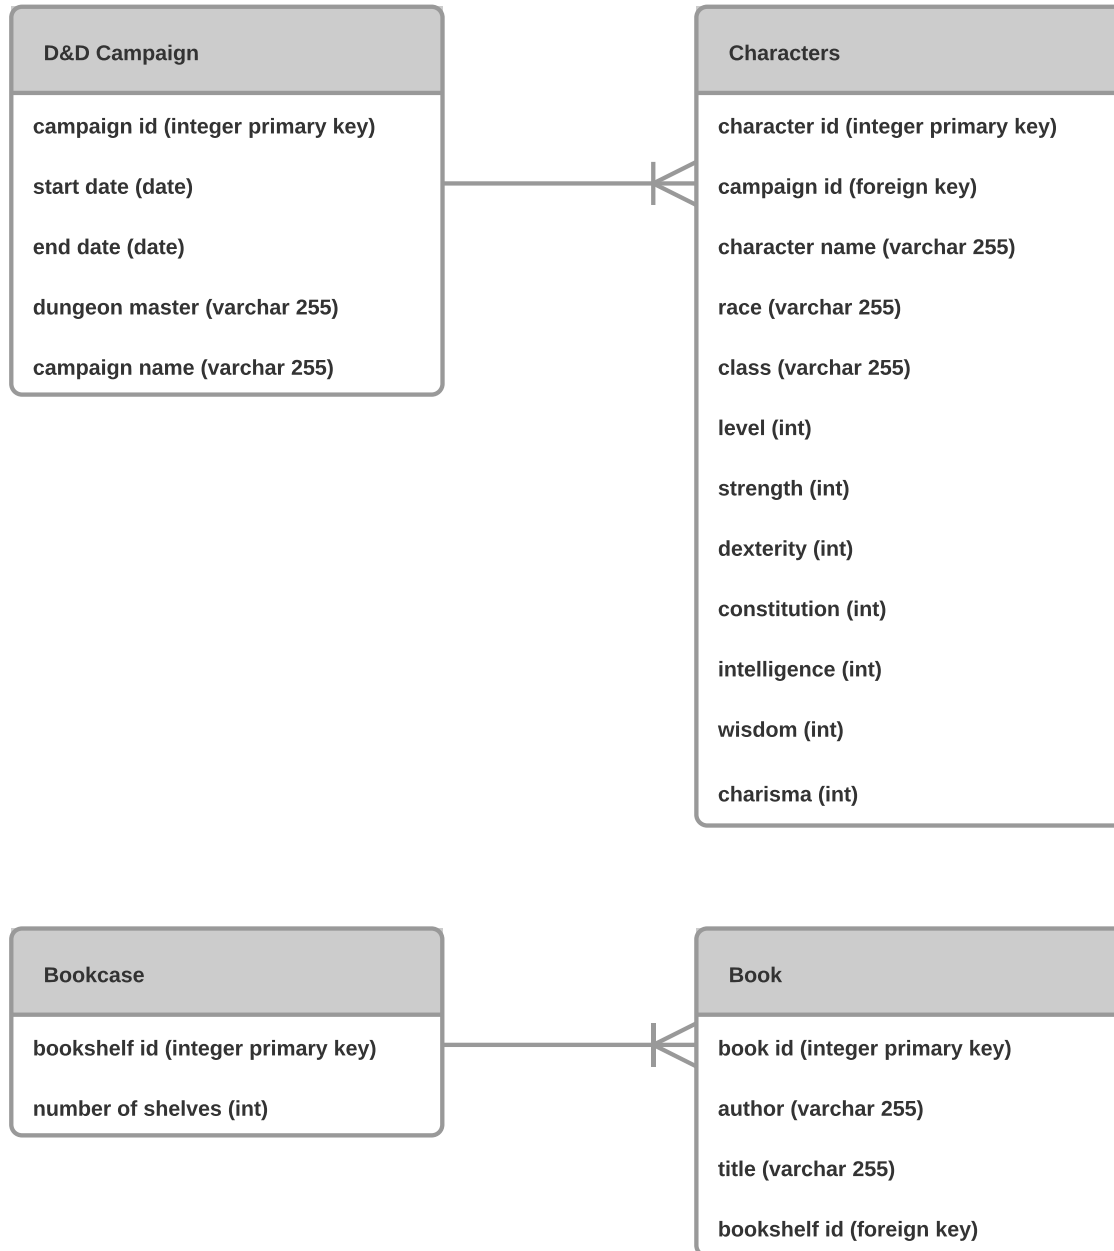 D&D Campaign
campaign id (integer primary key)
start date (date)
end date (date)
dungeon master (varchar 255)
campaign name (varchar 255)
Characters
character id (integer primary key)
campaign id (foreign key)
character name (varchar 255)
race (varchar 255)
class (varchar 255)
level (int)
strength (int)
dexterity (int)
constitution (int)
intelligence (int)
wisdom (int)
charisma (int)
Bookcase
bookshelf id (integer primary key)
number of shelves (int)
Book
book id (integer primary key)
author (varchar 255)
title (varchar 255)
bookshelf id (foreign key)